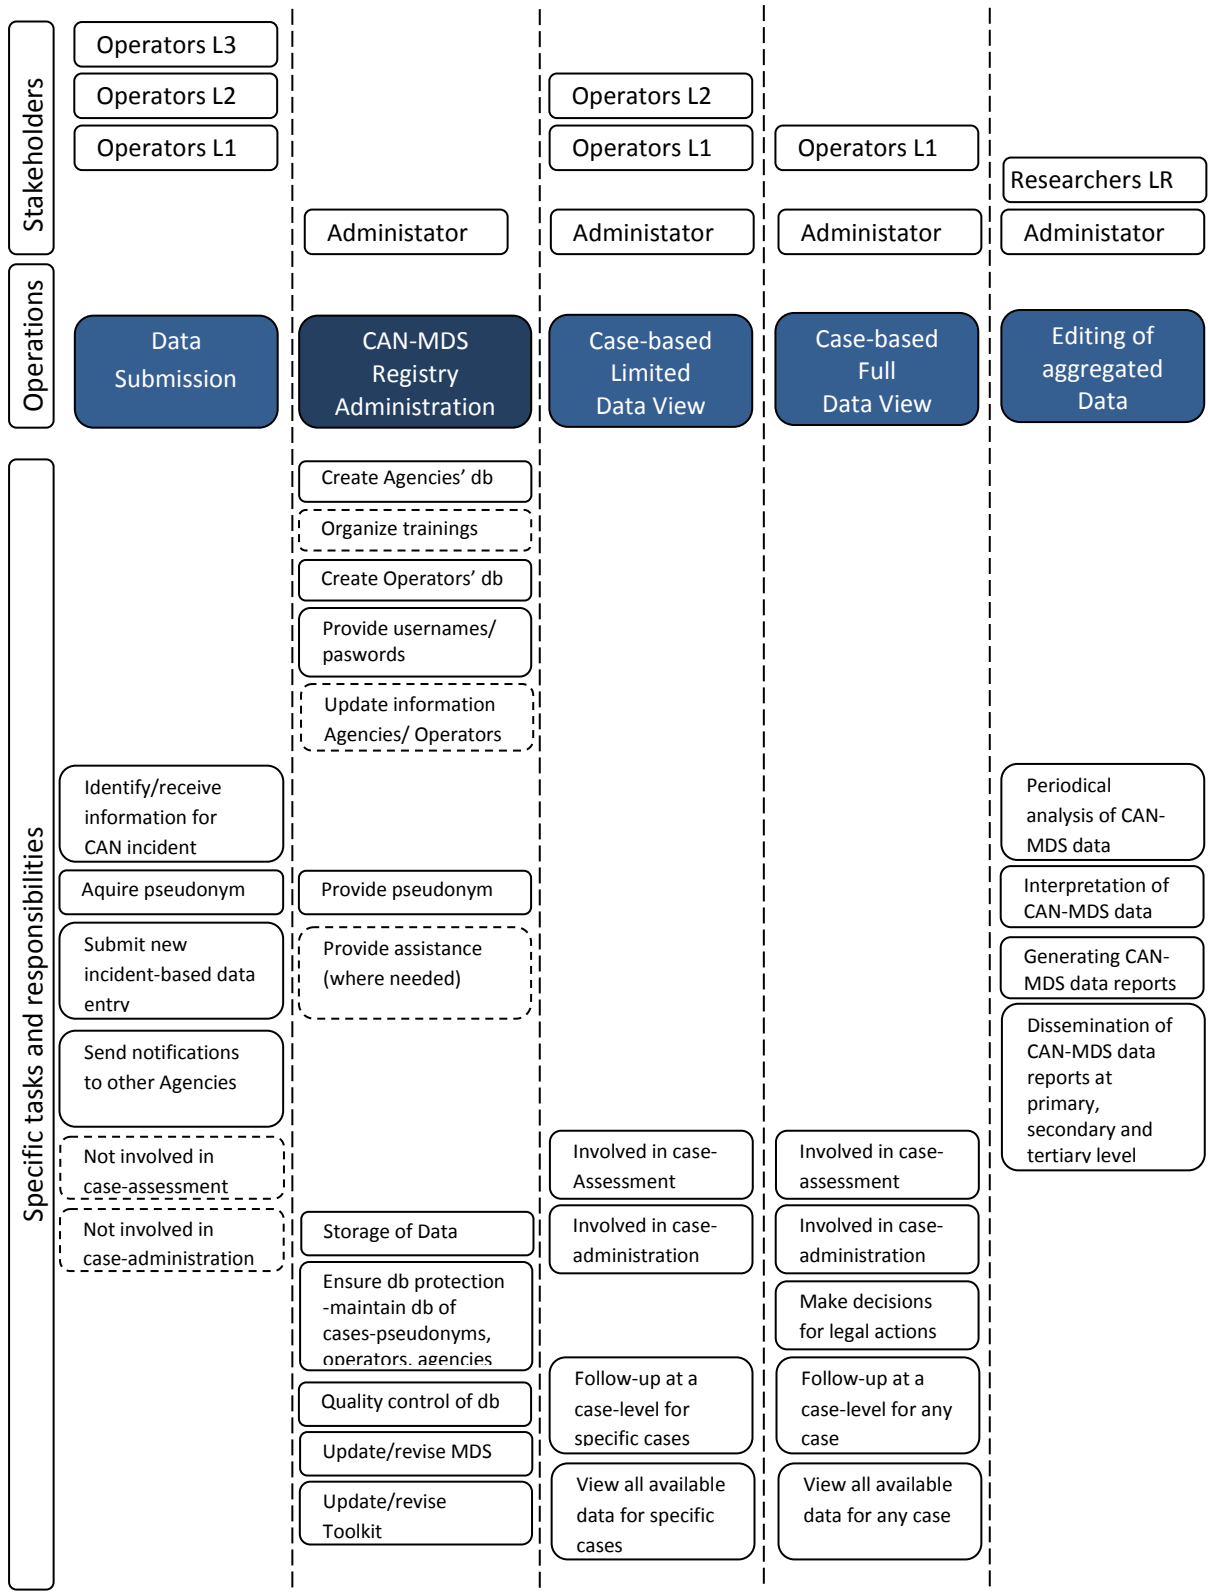 Stakeholders
Operators L3
Operators L2
Operators L2
Operators L1
Operators L1
Operators L1
Researchers LR
Administator
Administator
Administator
Administator
Operations
Data
Submission
CAN-MDS
Registry
Administration
Case-based
Limited
Data View
Case-based
Full
Data View
Editing of
aggregated
Data
Specific tasks and responsibilities
Identify/receive
information for
CAN incident
Aquire pseudonym
Submit new
incident-based data
entry
Send notifications
to other Agencies
Not involved in
case-assessment
Not involved in
case-administration
Create Agencies’ db
Organize trainings
Create Operators’ db
Provide usernames/
paswords
Update information
Agencies/ Operators
Provide pseudonym
Provide assistance
(where needed)
Storage of Data
Ensure db protection
-maintain db of
cases-pseudonyms,
operators, agencies
Quality control of db
Update/revise MDS
Update/revise
Toolkit
Involved in case-
Assessment
Involved in case-
administration
Follow-up at a
case-level for
specific cases
View all available
data for specific
cases
Involved in case-
assessment
Involved in case-
administration
Make decisions
for legal actions
Follow-up at a
case-level for any
case
View all available
data for any case
Periodical
analysis of CAN-
MDS data
Interpretation of
CAN-MDS data
Generating CAN-
MDS data reports
Dissemination of
CAN-MDS data
reports at
primary,
secondary and
tertiary level